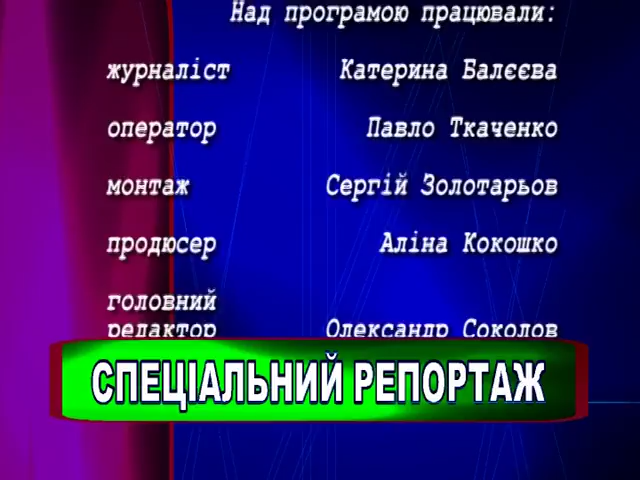 Над програмою працювали:
журналіст Катерина Балєєва
оператор Павло Ткаченко
монтаж Сергій Золотарьов
продюсер Аліна Кокошко
головний
редактор Олександр Соколов
СПЕЦІАЛЬНИЙ РЕПОРТАЖ